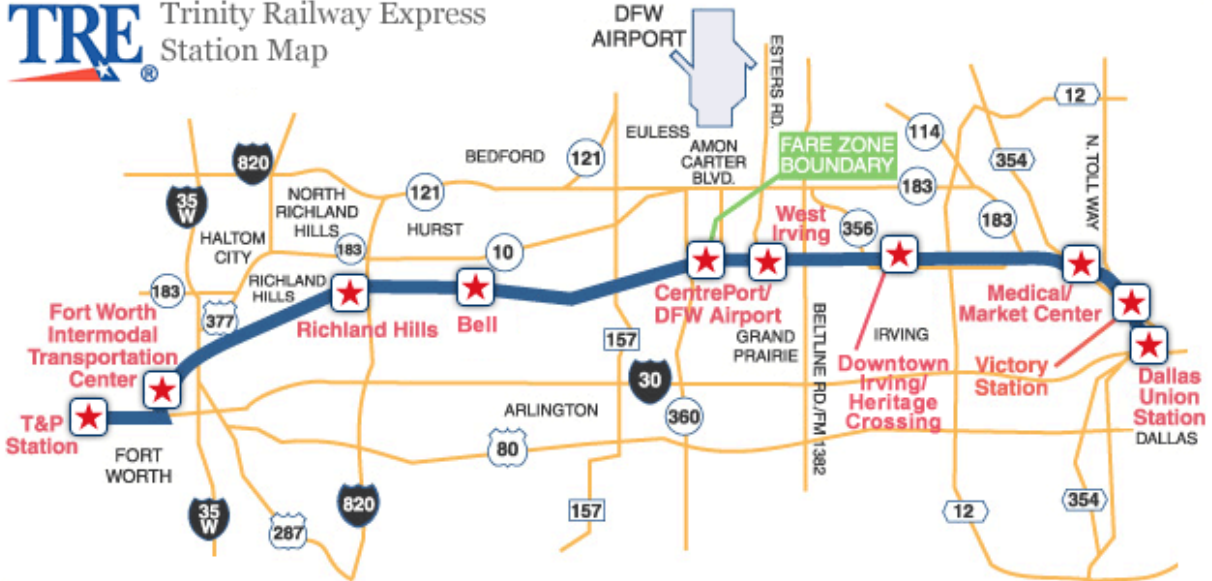 TRE®
Trinity Railway Express
Station Map
DFW
AIRPORT
ESTERS RD.
12
820
35
W
BEDFORD
121
EULESS
AMON
CARTER
BLVD.
FARE ZONE
BOUNDARY
114
354
N. TOLL WAY
NORTH
RICHLAND
HILLS
121
183
HALTOM
CITY
183
HURST
10
West
Irving
356
183
183
RICHLAND
HILLS
377
Fort Worth
Intermodal
Transportation
Center
Richland Hills
Bell
CentrePort/
DFW Airport
Medical/
Market Center
157
GRAND
PRAIRIE
BELTLINE RD./FM 1382
IRVING
Downtown
Irving/
Heritage
Crossing
Victory
Station
Dallas
Union
Station
DALLAS
30
T&P
Station
FORT
WORTH
ARLINGTON
360
80
35
W
287
820
157
12
354